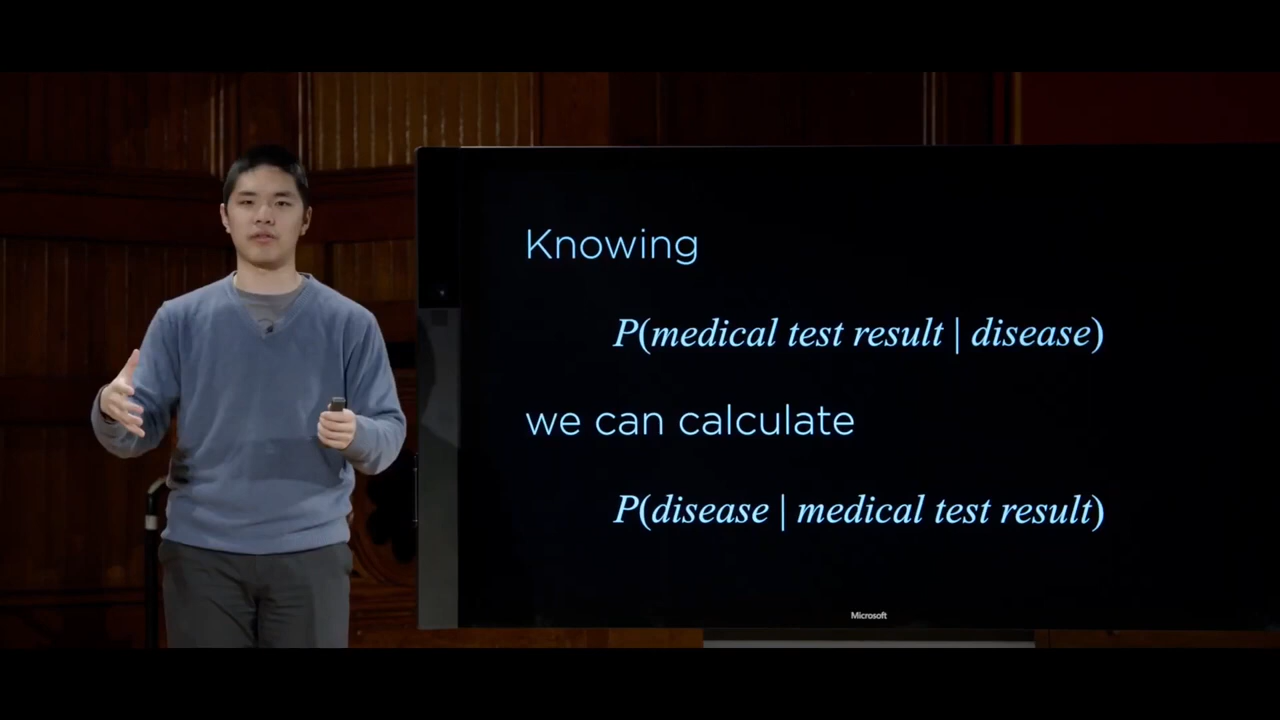 Knowing
P(medical test result | disease)
we can calculate
P(disease | medical test result)
Microsoft